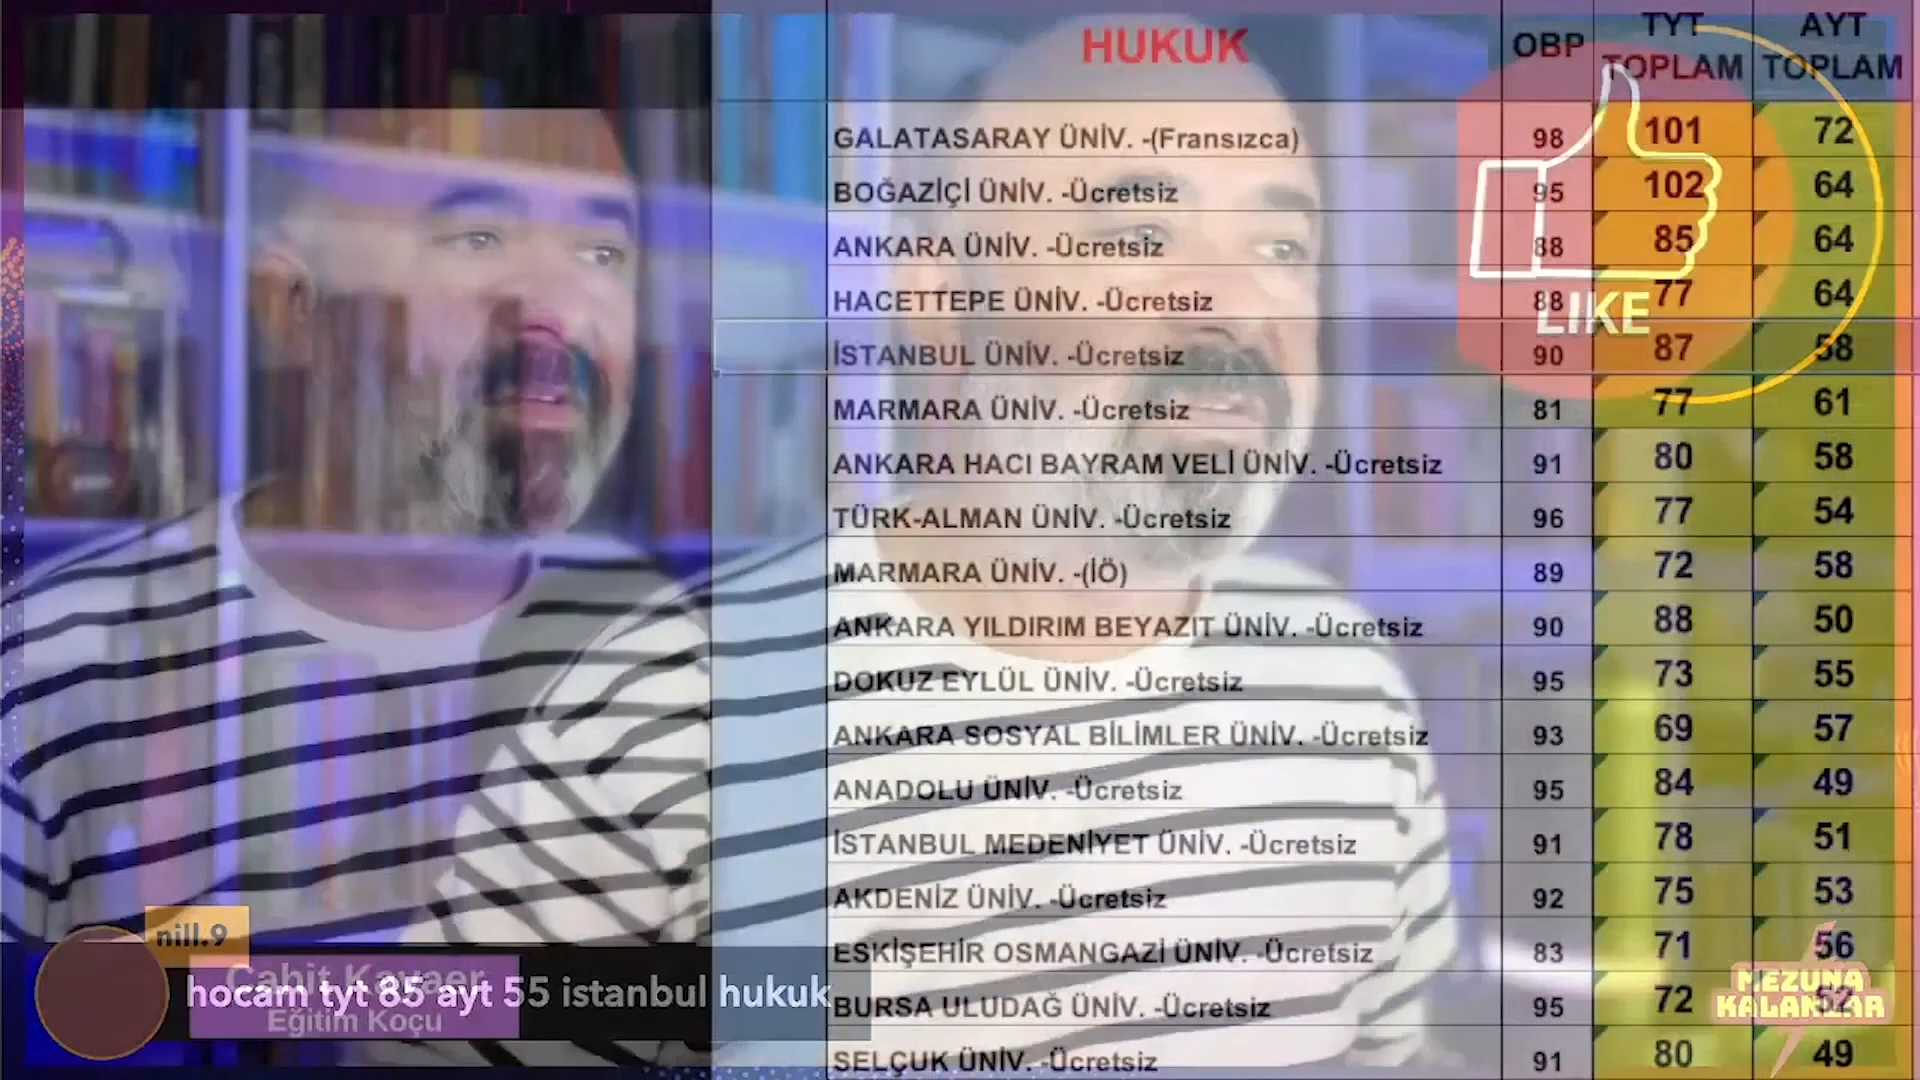 HUKUK OBP TYT TOPLAM AYT TOPLAM
GALATASARAY ÜNİV. -(Fransızca) 98 101 72
BOĞAZİÇİ ÜNİV. -Ücretsiz 95 102 64
ANKARA ÜNİV. -Ücretsiz 88 85 64
HACETTEPE ÜNİV. -Ücretsiz 88 77 64
LIKE
İSTANBUL ÜNİV. -Ücretsiz 90 87 58
MARMARA ÜNİV. -Ücretsiz 81 77 61
ANKARA HACI BAYRAM VELİ ÜNİV. -Ücretsiz 91 80 58
TÜRK-ALMAN ÜNİV. -Ücretsiz 96 77 54
MARMARA ÜNİV. -(İÖ) 89 72 58
ANKARA YILDIRIM BEYAZIT ÜNİV. -Ücretsiz 90 88 50
DOKUZ EYLÜL ÜNİV. -Ücretsiz 95 73 55
ANKARA SOSYAL BİLİMLER ÜNİV. -Ücretsiz 93 69 57
ANADOLU ÜNİV. -Ücretsiz 95 84 49
İSTANBUL MEDENİYET ÜNİV. -Ücretsiz 91 78 51
AKDENİZ ÜNİV. -Ücretsiz 92 75 53
ESKİŞEHİR OSMANGAZİ ÜNİV. -Ücretsiz 83 71 56
BURSA ULUDAĞ ÜNİV. -Ücretsiz 95 72 52
SELÇUK ÜNİV. -Ücretsiz 91 80 49
nill.9
hocam tyt 85 ayt 55 istanbul hukuk
Cahit Kavaer
Eğitim Koçu
MEZUNA
KALANLAR